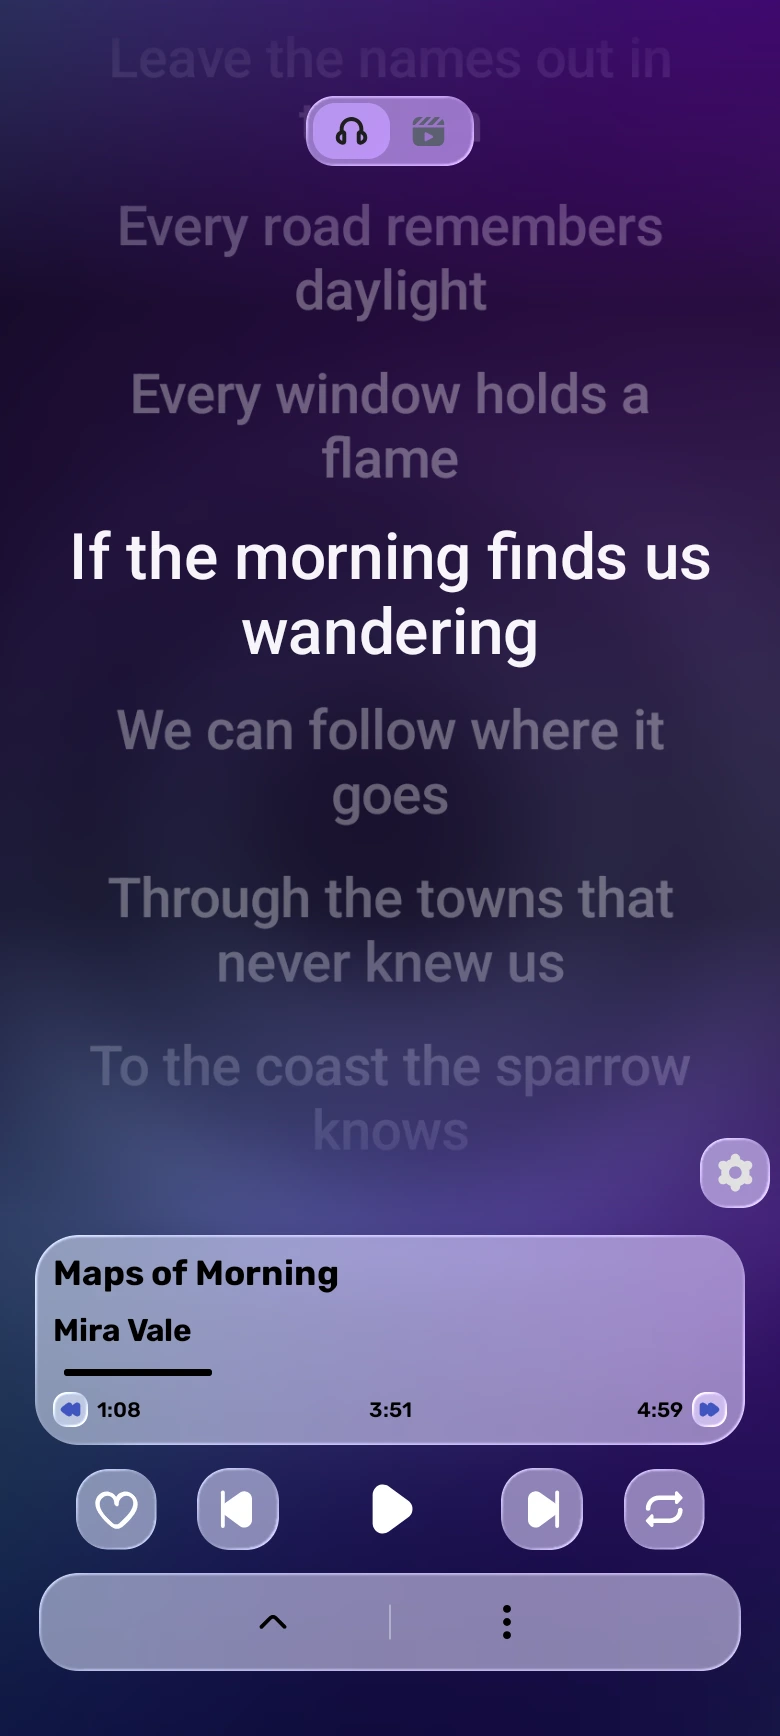 Leave the names out in
Every road remembers
daylight
Every window holds a
flame
If the morning finds us
wandering
We can follow where it
goes
Through the towns that
never knew us
To the coast the sparrow
knows
Maps of Morning
Mira Vale
1:08 3:51 4:59